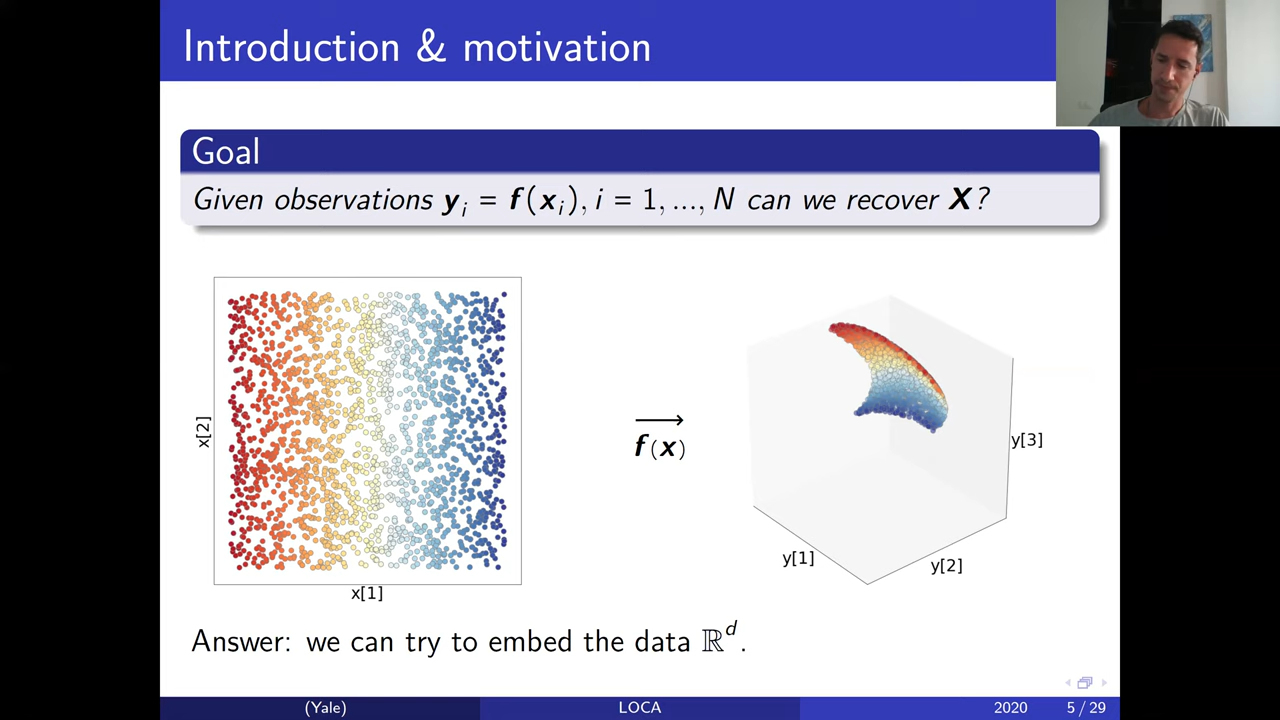 Introduction & motivation
Goal
Given observations y_i = f(x_i), i = 1, ..., N can we recover X?
x[2]
x[1]
f(x)
y[3]
y[1]
y[2]
Answer: we can try to embed the data ℝ^d.
(Yale) LOCA 2020 5 / 29